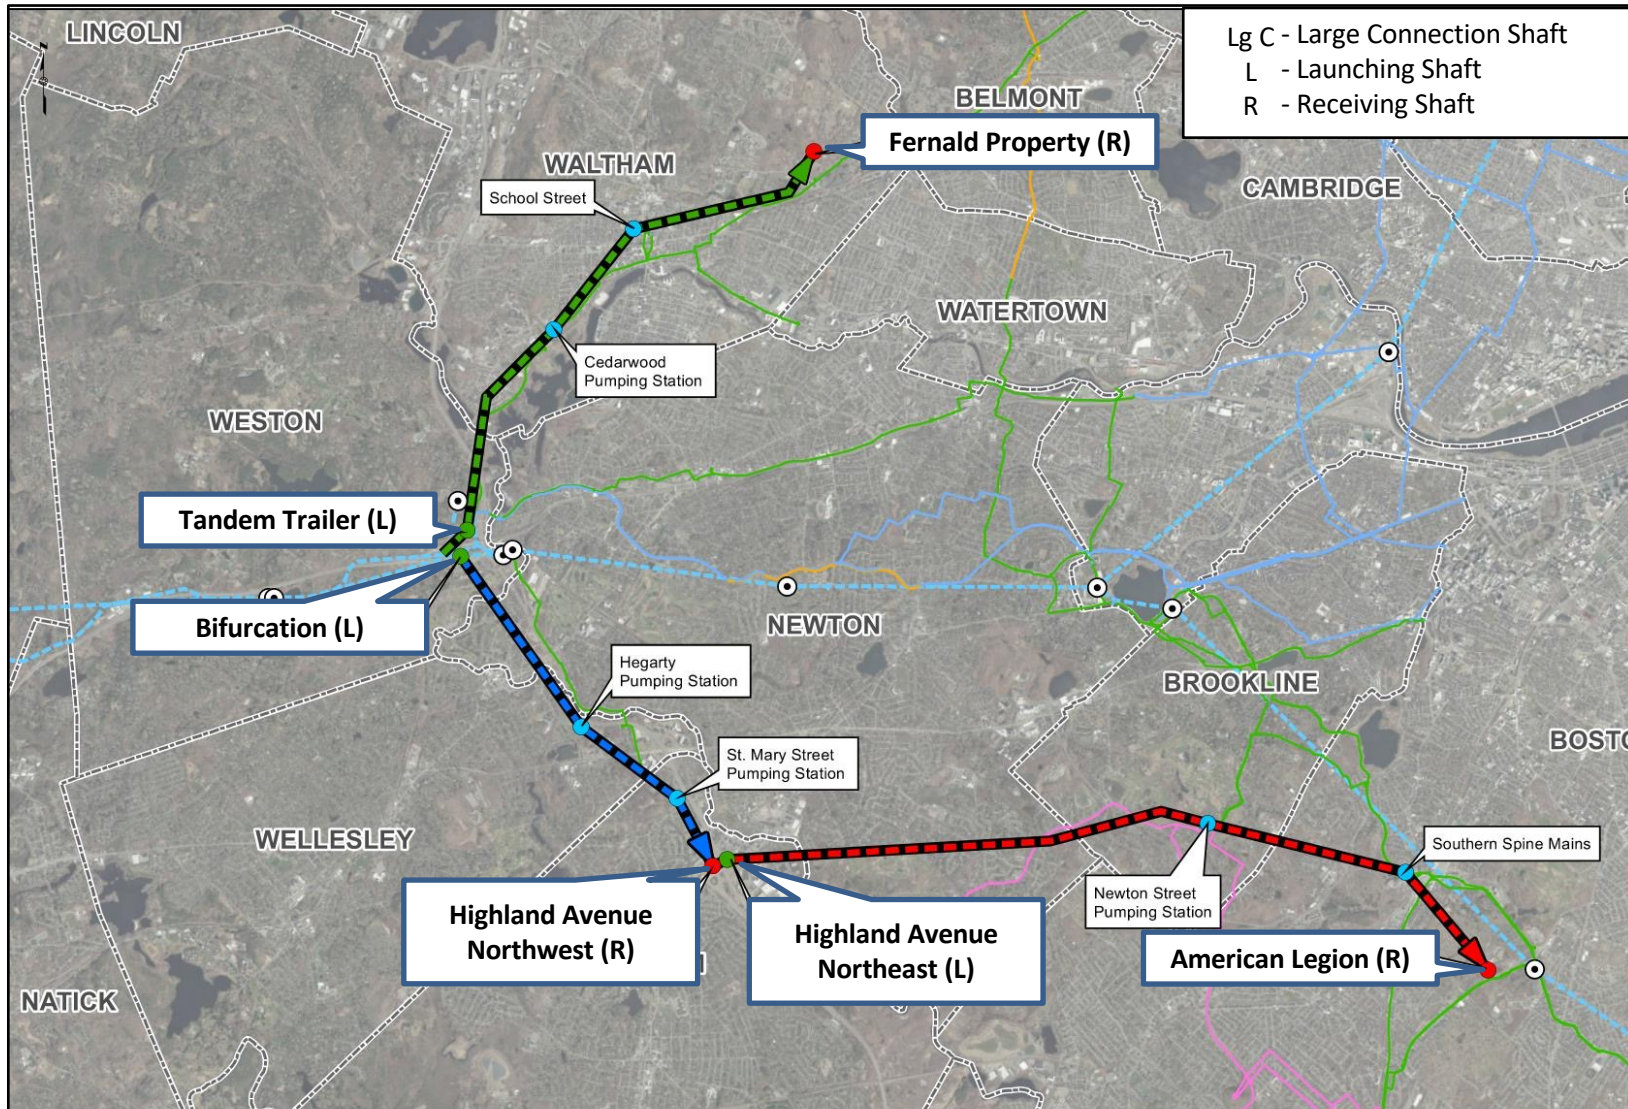 LINCOLN
Lg C - Large Connection Shaft
L - Launching Shaft
R - Receiving Shaft
BELMONT
Fernald Property (R)
WALTHAM
CAMBRIDGE
School Street
WATERTOWN
Cedarwood
Pumping Station
WESTON
Tandem Trailer (L)
Bifurcation (L)
NEWTON
Hegarty
Pumping Station
BROOKLINE
St. Mary Street
Pumping Station
BOSTO
WELLESLEY
Southern Spine Mains
Newton Street
Pumping Station
Highland Avenue
Northwest (R)
Highland Avenue
Northeast (L)
American Legion (R)
NATICK